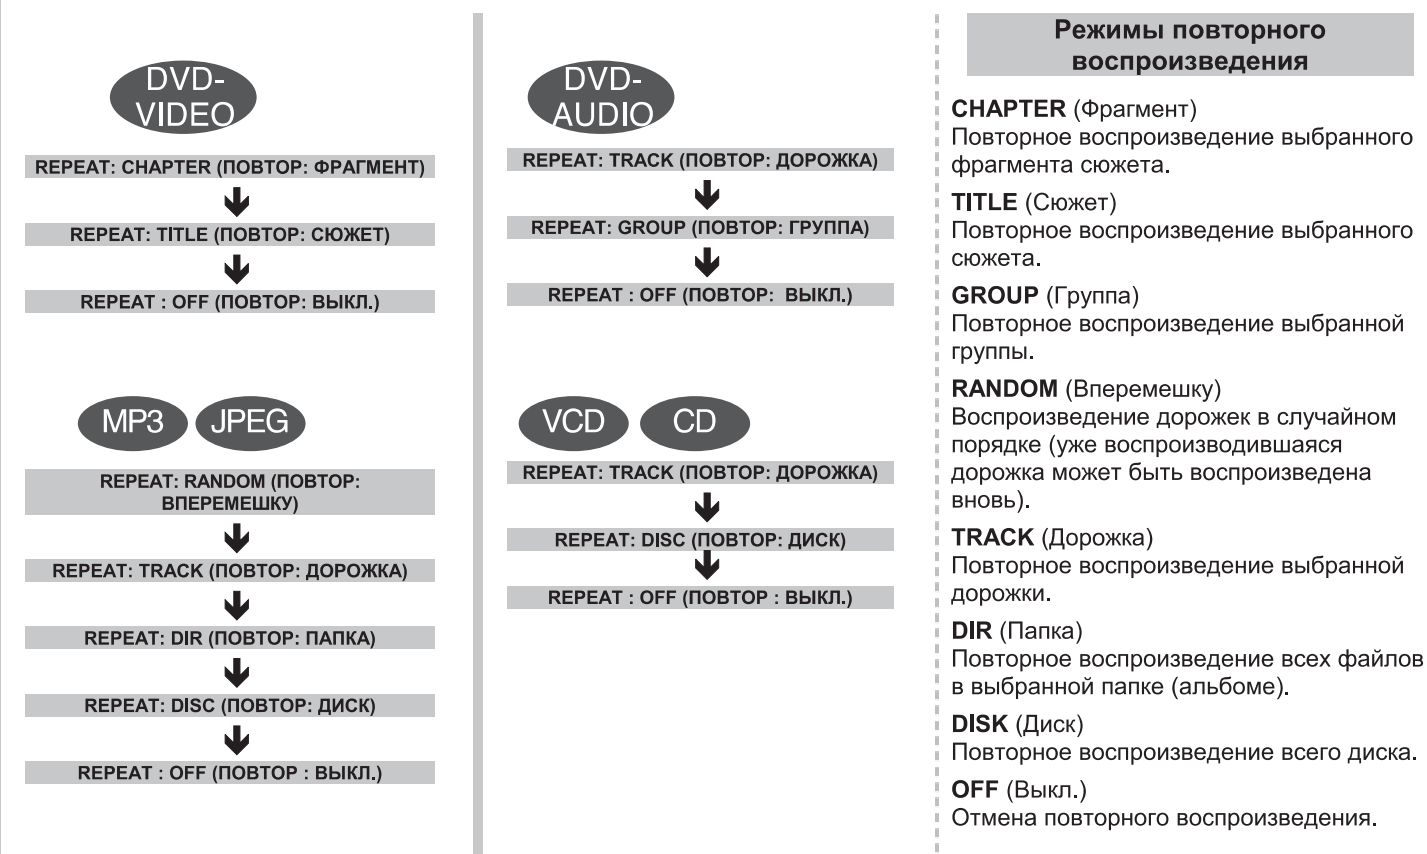 DVD-
VIDEO
REPEAT: CHAPTER (ПОВТОР: ФРАГМЕНТ)
REPEAT: TITLE (ПОВТОР: СЮЖЕТ)
REPEAT : OFF (ПОВТОР: ВЫКЛ.)
MP3 JPEG
REPEAT: RANDOM (ПОВТОР:
ВПЕРЕМЕШКУ)
REPEAT: TRACK (ПОВТОР: ДОРОЖКА)
REPEAT: DIR (ПОВТОР: ПАПКА)
REPEAT: DISC (ПОВТОР: ДИСК)
REPEAT : OFF (ПОВТОР : ВЫКЛ.)
DVD-
AUDIO
REPEAT: TRACK (ПОВТОР: ДОРОЖКА)
REPEAT: GROUP (ПОВТОР: ГРУППА)
REPEAT : OFF (ПОВТОР: ВЫКЛ.)
VCD CD
REPEAT: TRACK (ПОВТОР: ДОРОЖКА)
REPEAT: DISC (ПОВТОР: ДИСК)
REPEAT : OFF (ПОВТОР : ВЫКЛ.)
Режимы повторного
воспроизведения
CHAPTER (Фрагмент)
Повторное воспроизведение выбранного
фрагмента сюжета.
TITLE (Сюжет)
Повторное воспроизведение выбранного
сюжета.
GROUP (Группа)
Повторное воспроизведение выбранной
группы.
RANDOM (Вперемешку)
Воспроизведение дорожек в случайном
порядке (уже воспроизводившаяся
дорожка может быть воспроизведена
вновь).
TRACK (Дорожка)
Повторное воспроизведение выбранной
дорожки.
DIR (Папка)
Повторное воспроизведение всех файлов
в выбранной папке (альбоме).
DISK (Диск)
Повторное воспроизведение всего диска.
OFF (Выкл.)
Отмена повторного воспроизведения.